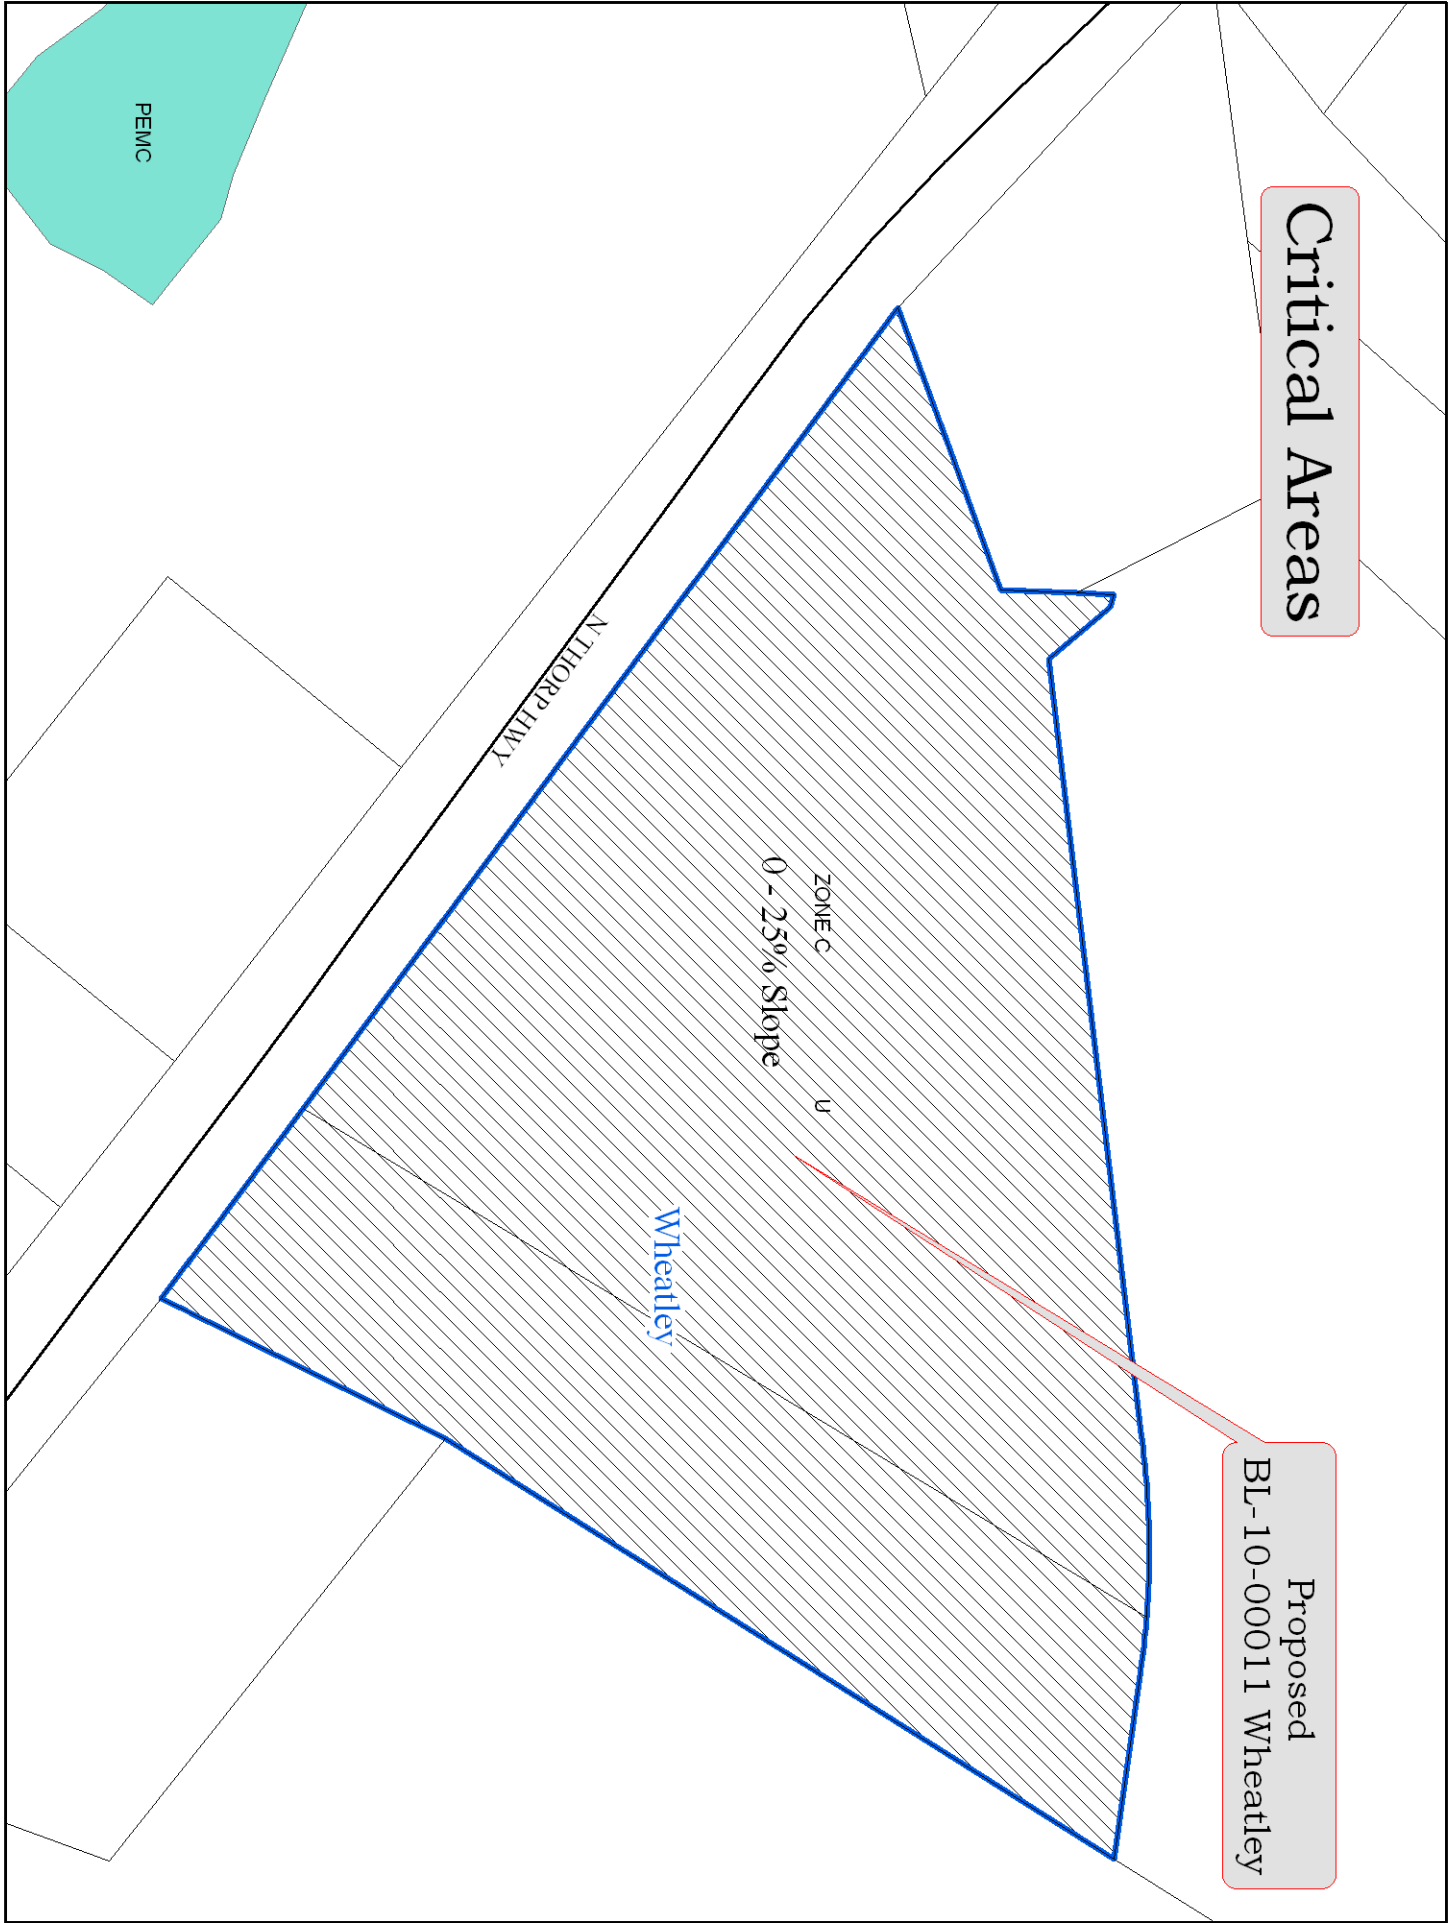 Critical Areas
Proposed
BL-10-00011 Wheatley
ZONE C
U
0 - 25% Slope
Wheatley
N THORP HWY
PEMC